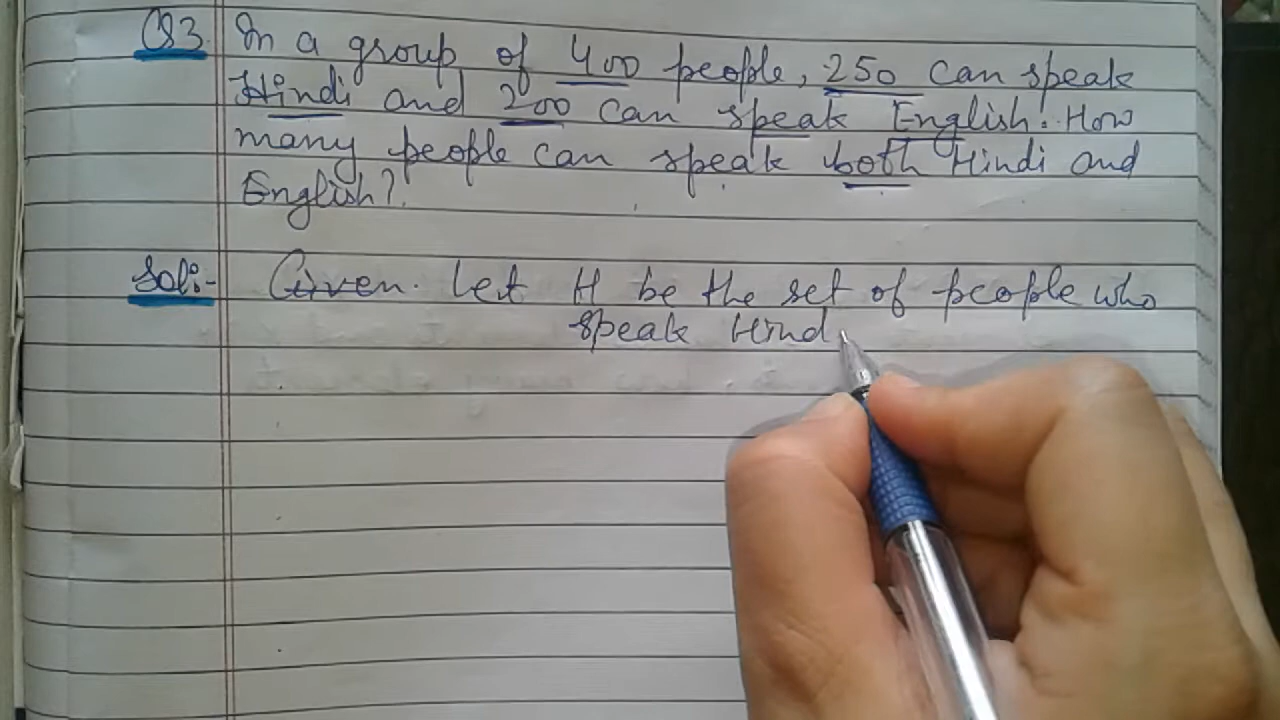 Q3 In a group of 400 people, 250 can speak
Hindi and 200 can speak English. How
many people can speak both Hindi and
English?
Sol:- Given. Let H be the set of people who
speak Hind